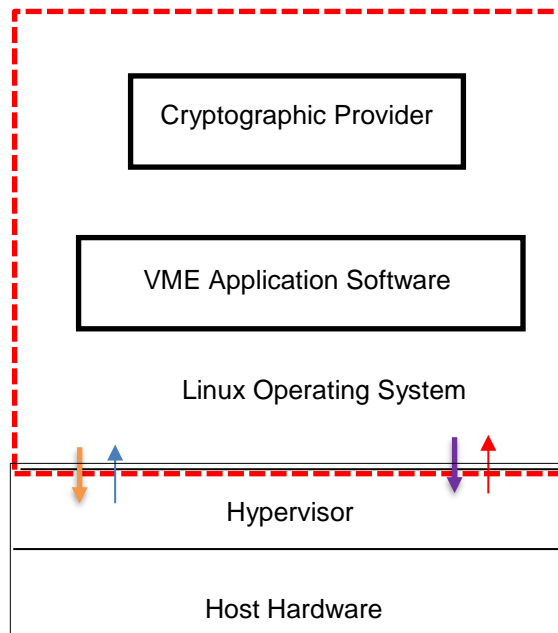 Cryptographic Provider
VME Application Software
Linux Operating System
Hypervisor
Host Hardware